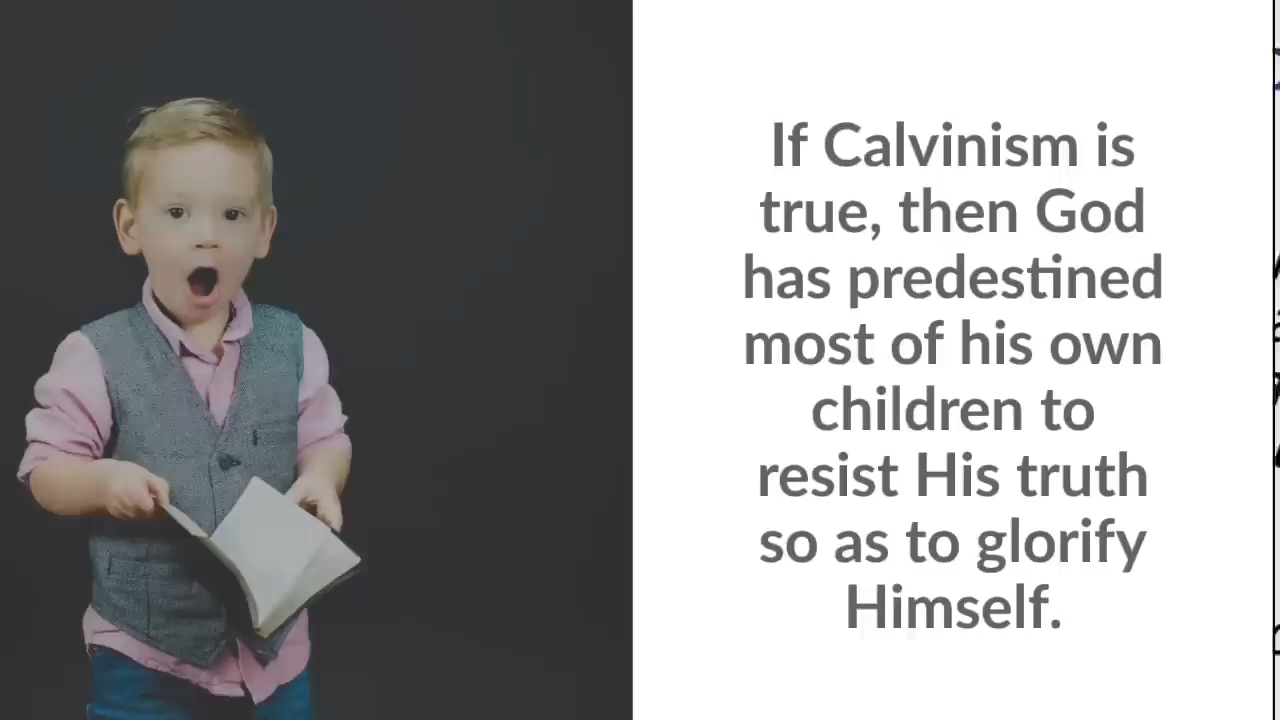 If Calvinism is
true, then God
has predestined
most of his own
children to
resist His truth
so as to glorify
Himself.